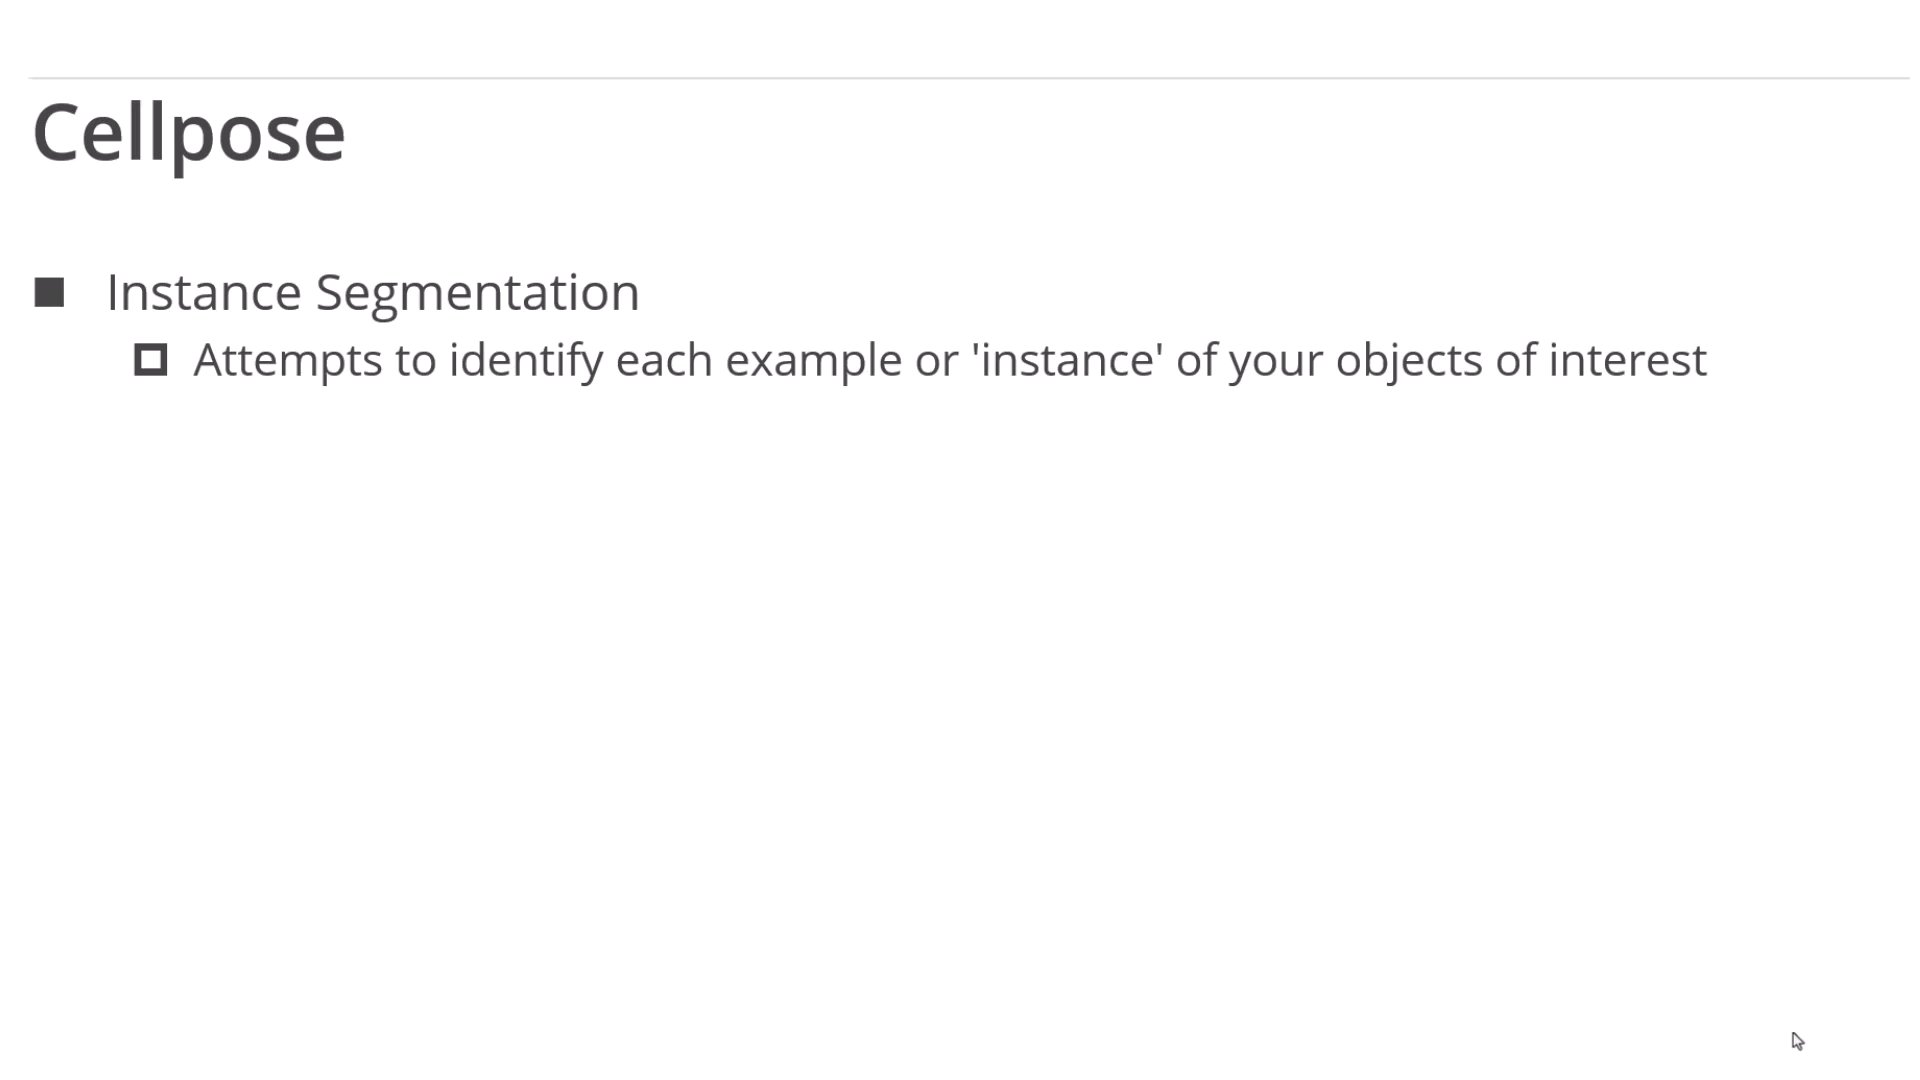 Cellpose
Instance Segmentation
Attempts to identify each example or 'instance' of your objects of interest